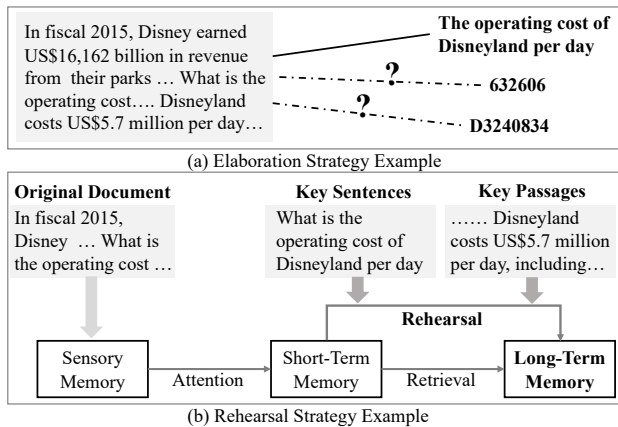 In fiscal 2015, Disney earned
US$16,162 billion in revenue
from their parks … What is the
operating cost…. Disneyland
costs US$5.7 million per day…
The operating cost of
Disneyland per day
?
632606
?
D3240834
(a) Elaboration Strategy Example
Original Document
In fiscal 2015,
Disney … What is
the operating cost …
Key Sentences
What is the
operating cost of
Disneyland per day
Key Passages
…… Disneyland
costs US$5.7 million
per day, including…
Rehearsal
Sensory
Memory
Attention
Short-Term
Memory
Retrieval
Long-Term
Memory
(b) Rehearsal Strategy Example